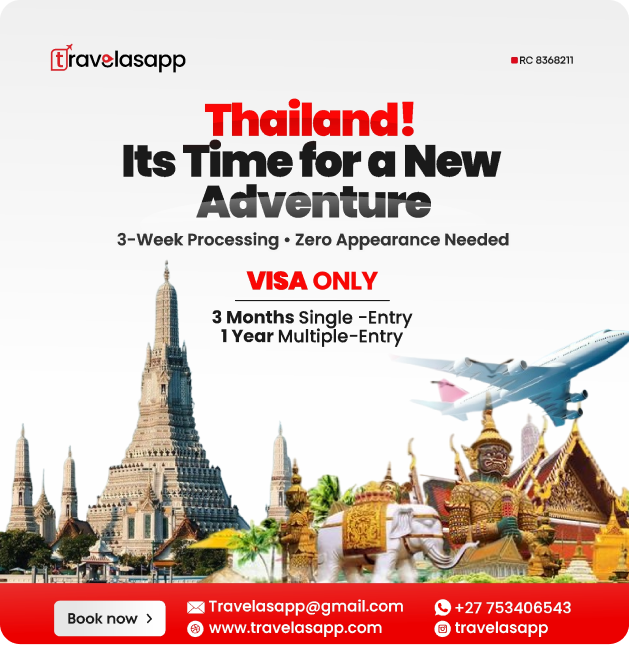 travelasapp
RC 8368211
Thailand!
Its Time for a New
Adventure
3-Week Processing • Zero Appearance Needed
VISA ONLY
3 Months Single -Entry
1 Year Multiple-Entry
Book now >
Travelasapp@gmail.com
+27 753406543
www.travelasapp.com
travelasapp